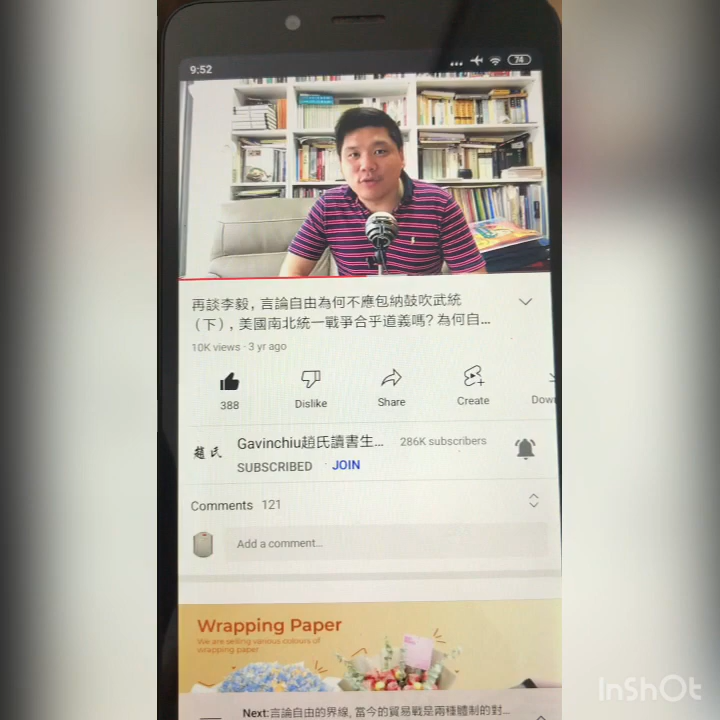 9:52
74
再談李毅, 言論自由為何不應包納鼓吹武統
（下）, 美國南北統一戰爭合乎道義嗎? 為何自...
10K views · 3 yr ago
388
Dislike
Share
Create
Down
趙氏
Gavinchiu趙氏讀書生... 286K subscribers
SUBSCRIBED · JOIN
Comments 121
Add a comment...
Wrapping Paper
We are selling various colours of
wrapping paper
Next:言論自由的界線, 當今的貿易戰是兩種體制的對...
InShOt